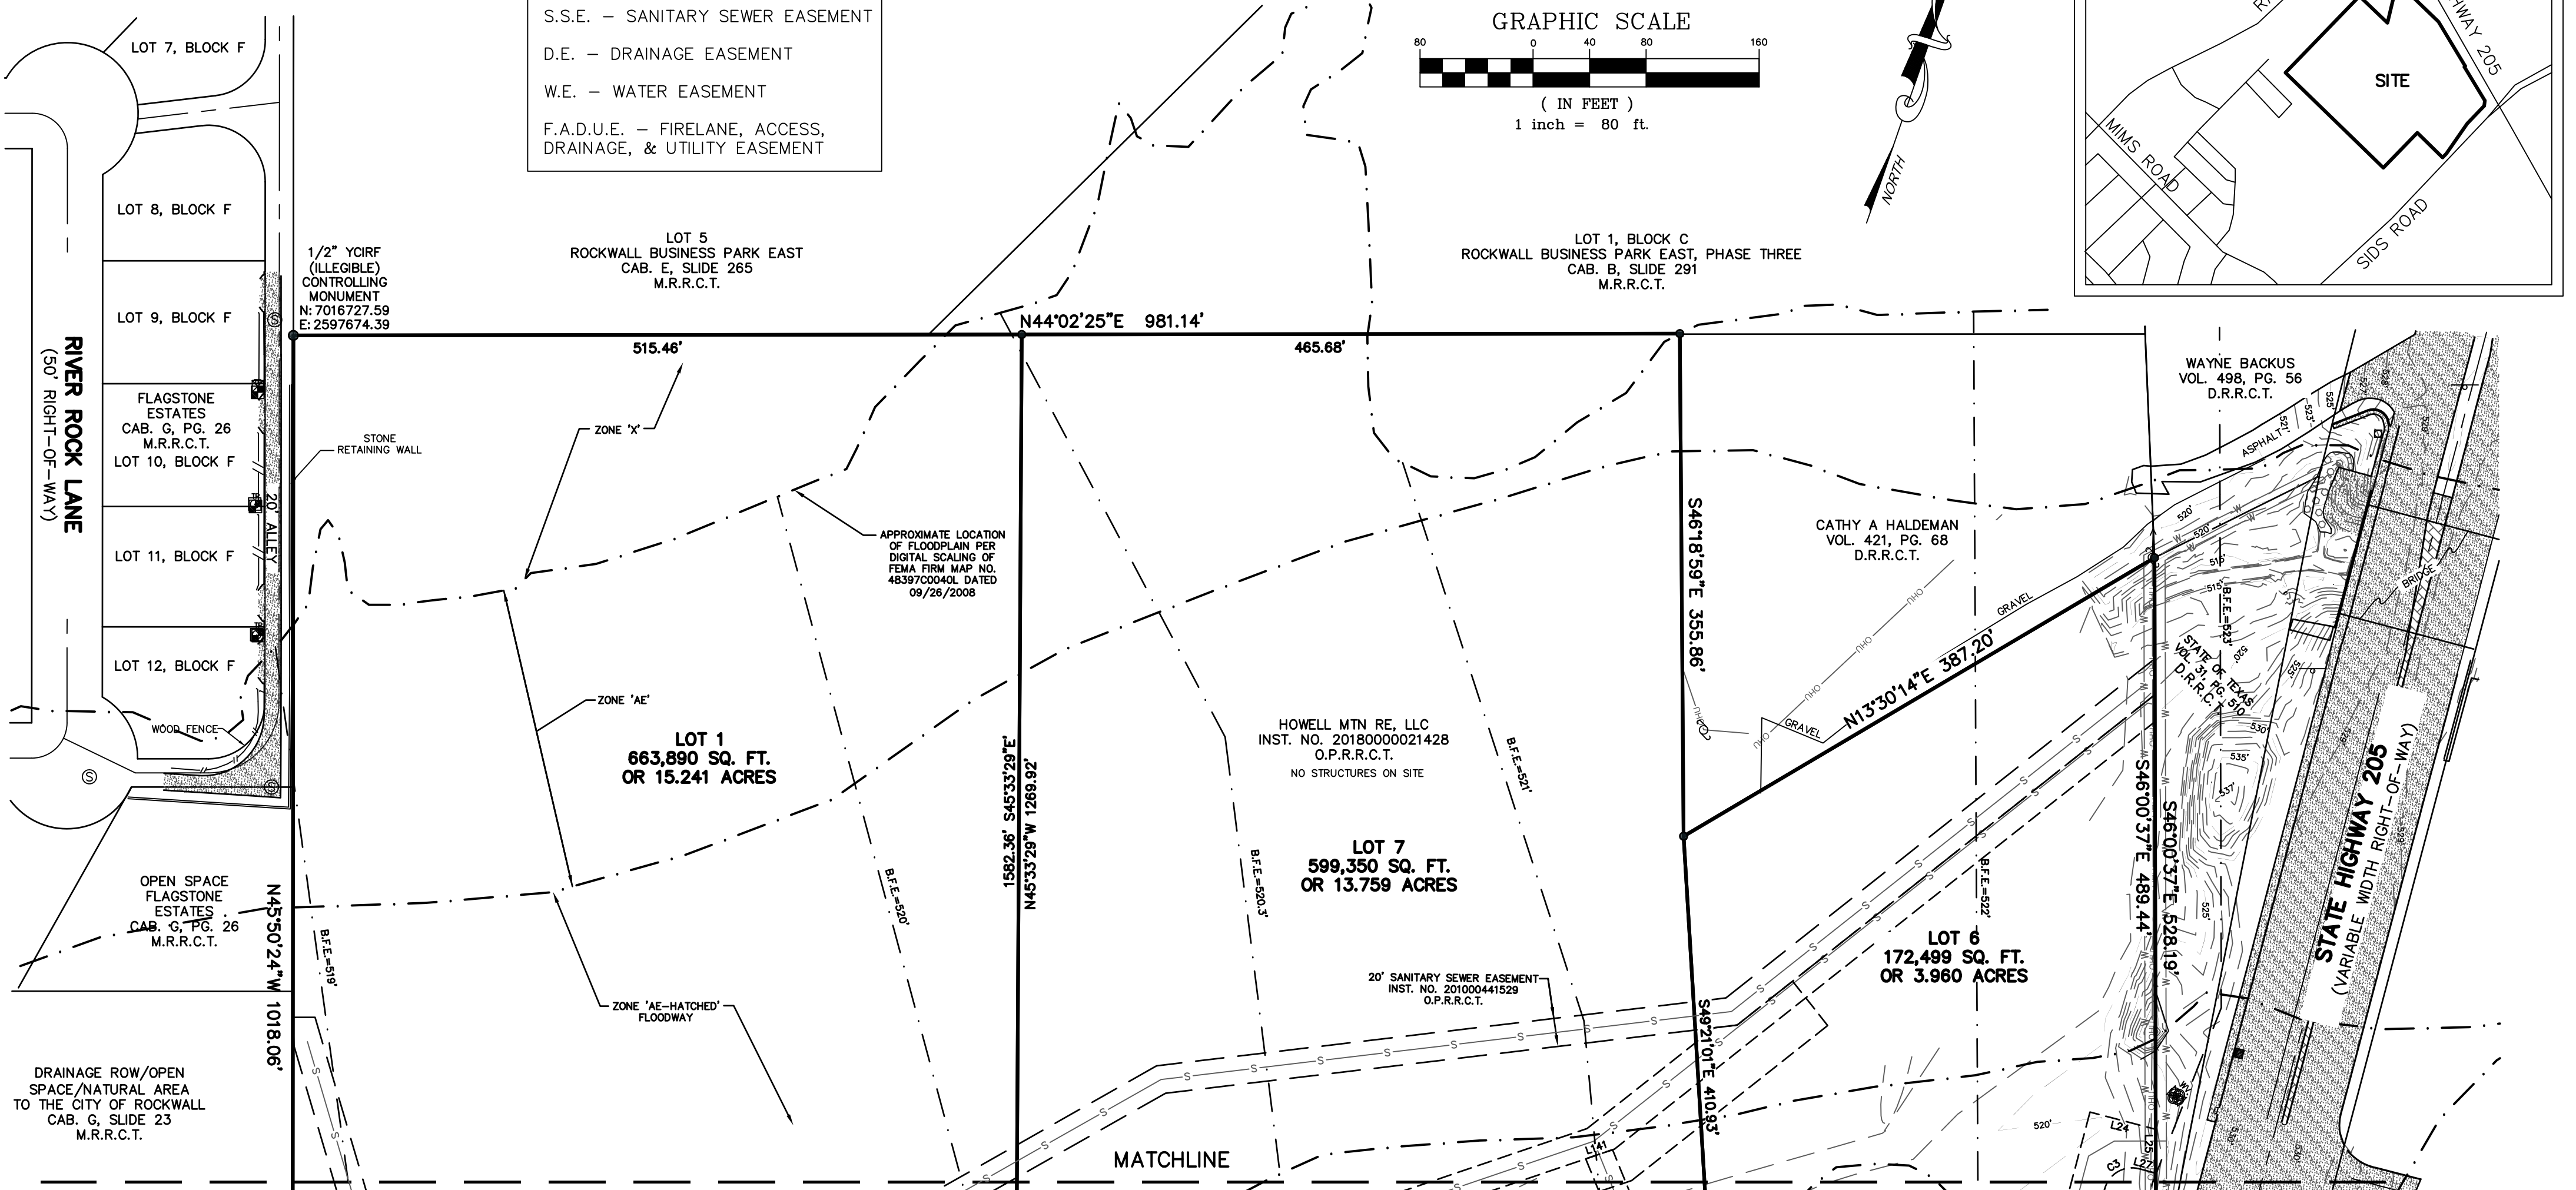 S.S.E. – SANITARY SEWER EASEMENT
D.E. – DRAINAGE EASEMENT
W.E. – WATER EASEMENT
F.A.D.U.E. – FIRELANE, ACCESS,
DRAINAGE, & UTILITY EASEMENT
GRAPHIC SCALE
80 0 40 80 160
( IN FEET )
1 inch = 80 ft.
NORTH
SITE
MIMS ROAD
SIDS ROAD
HWAY 205
LOT 7, BLOCK F
LOT 8, BLOCK F
LOT 9, BLOCK F
FLAGSTONE
ESTATES
CAB. G, PG. 26
M.R.R.C.T.
LOT 10, BLOCK F
LOT 11, BLOCK F
LOT 12, BLOCK F
RIVER ROCK LANE
(50' RIGHT–OF–WAY)
20' ALLEY
WOOD FENCE
1/2" YCIRF
(ILLEGIBLE)
CONTROLLING
MONUMENT
N: 7016727.59
E: 2597674.39
STONE
RETAINING WALL
LOT 5
ROCKWALL BUSINESS PARK EAST
CAB. E, SLIDE 265
M.R.R.C.T.
LOT 1, BLOCK C
ROCKWALL BUSINESS PARK EAST, PHASE THREE
CAB. B, SLIDE 291
M.R.R.C.T.
N44°02'25"E 981.14'
515.46'
465.68'
ZONE 'X'
APPROXIMATE LOCATION
OF FLOODPLAIN PER
DIGITAL SCALING OF
FEMA FIRM MAP NO.
48397C0040L DATED
09/26/2008
ZONE 'AE'
LOT 1
663,890 SQ. FT.
OR 15.241 ACRES
1582.36' S45°33'29"E
N45°33'29"W 1269.92'
HOWELL MTN RE, LLC
INST. NO. 20180000021428
O.P.R.R.C.T.
NO STRUCTURES ON SITE
LOT 7
599,350 SQ. FT.
OR 13.759 ACRES
S46°18'59"E 355.86'
CATHY A HALDEMAN
VOL. 421, PG. 68
D.R.R.C.T.
WAYNE BACKUS
VOL. 498, PG. 56
D.R.R.C.T.
ASPHALT
GRAVEL
GRAVEL
N13°30'14"E 387.20'
OHU
OHU
OHU
OHU
OHU
BRIDGE
STATE OF TEXAS
VOL. 31, PG. 510
D.R.R.C.T.
B.F.E.=523'
B.F.E.=522'
B.F.E.=521'
B.F.E.=520.3'
B.F.E.=520'
B.F.E.=519'
S46°00'37"E 489.44'
S46°00'37"E 528.19'
STATE HIGHWAY 205
(VARIABLE WIDTH RIGHT–OF–WAY)
LOT 6
172,499 SQ. FT.
OR 3.960 ACRES
20' SANITARY SEWER EASEMENT
INST. NO. 201000441529
O.P.R.R.C.T.
S49°21'01"E 410.93'
OPEN SPACE
FLAGSTONE
ESTATES
CAB. G, PG. 26
M.R.R.C.T.
N45°50'24"W 1018.06'
ZONE 'AE–HATCHED'
FLOODWAY
DRAINAGE ROW/OPEN
SPACE/NATURAL AREA
TO THE CITY OF ROCKWALL
CAB. G, SLIDE 23
M.R.R.C.T.
MATCHLINE
L141
520'
L24
L25
L27
C3